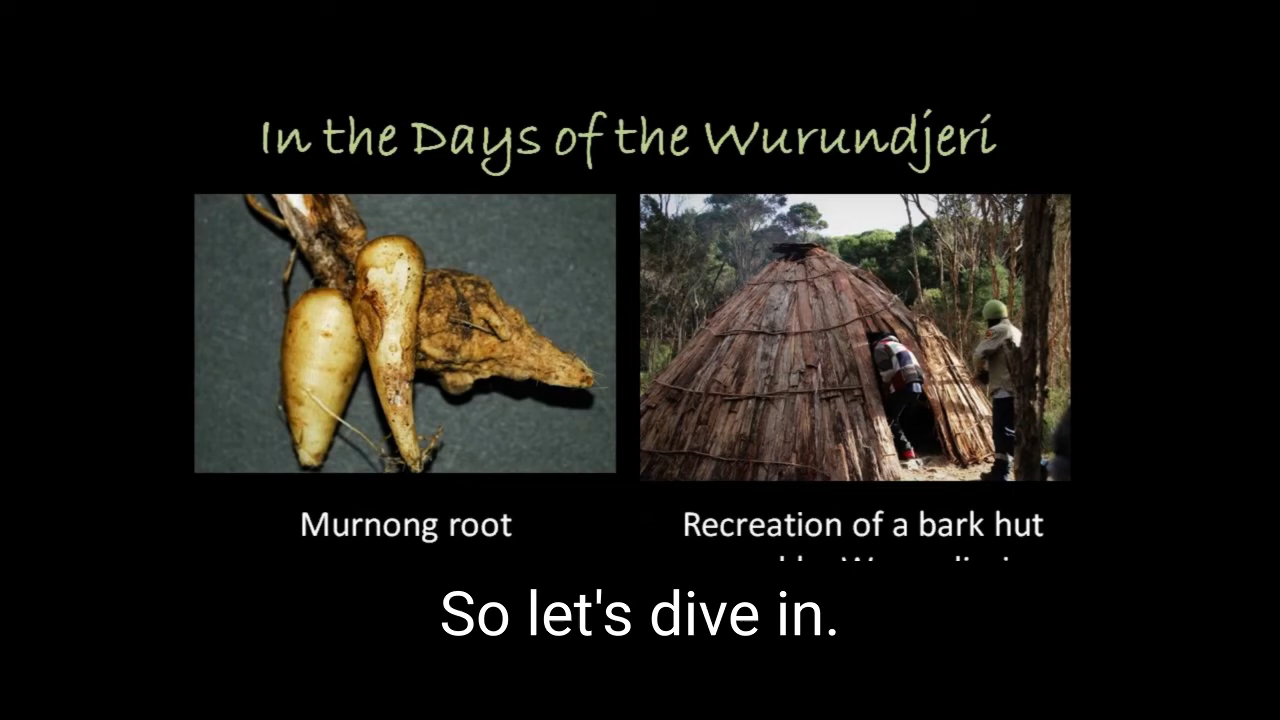 In the Days of the Wurundjeri
Murnong root
Recreation of a bark hut
So let's dive in.